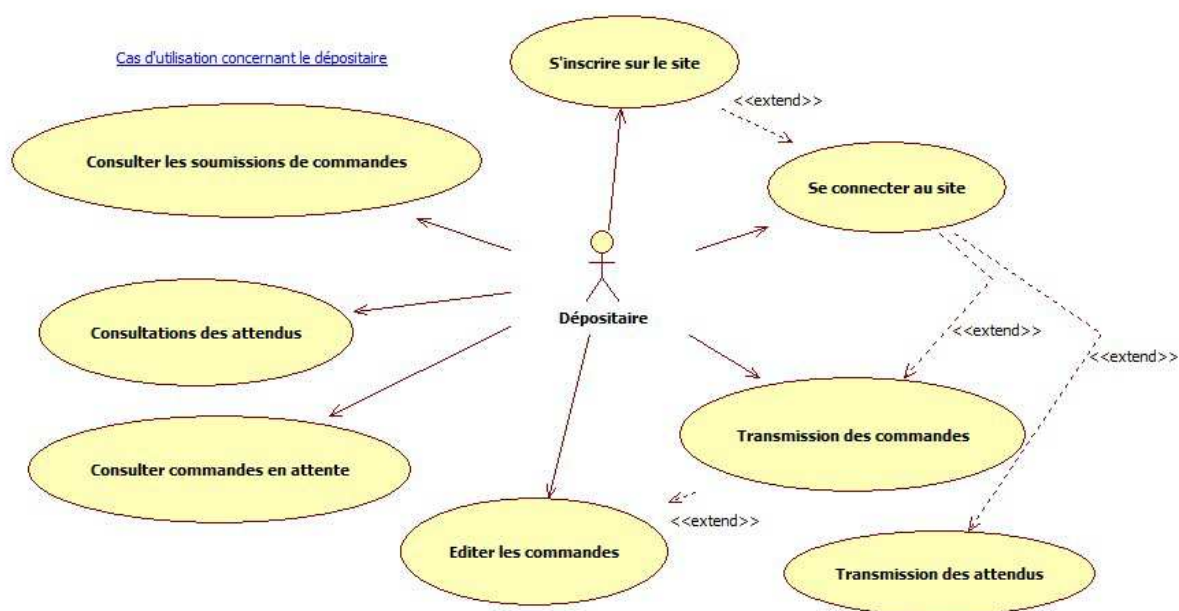 S'inscrire sur le site
Cas d'utilisation concernant le dépositaire
<<extend>>
Consulter les soumissions de commandes
Se connecter au site
Dépositaire
Consultations des attendus
<<extend>>
<<extend>>
Transmission des commandes
Consulter commandes en attente
<<extend>>
Editer les commandes
Transmission des attendus